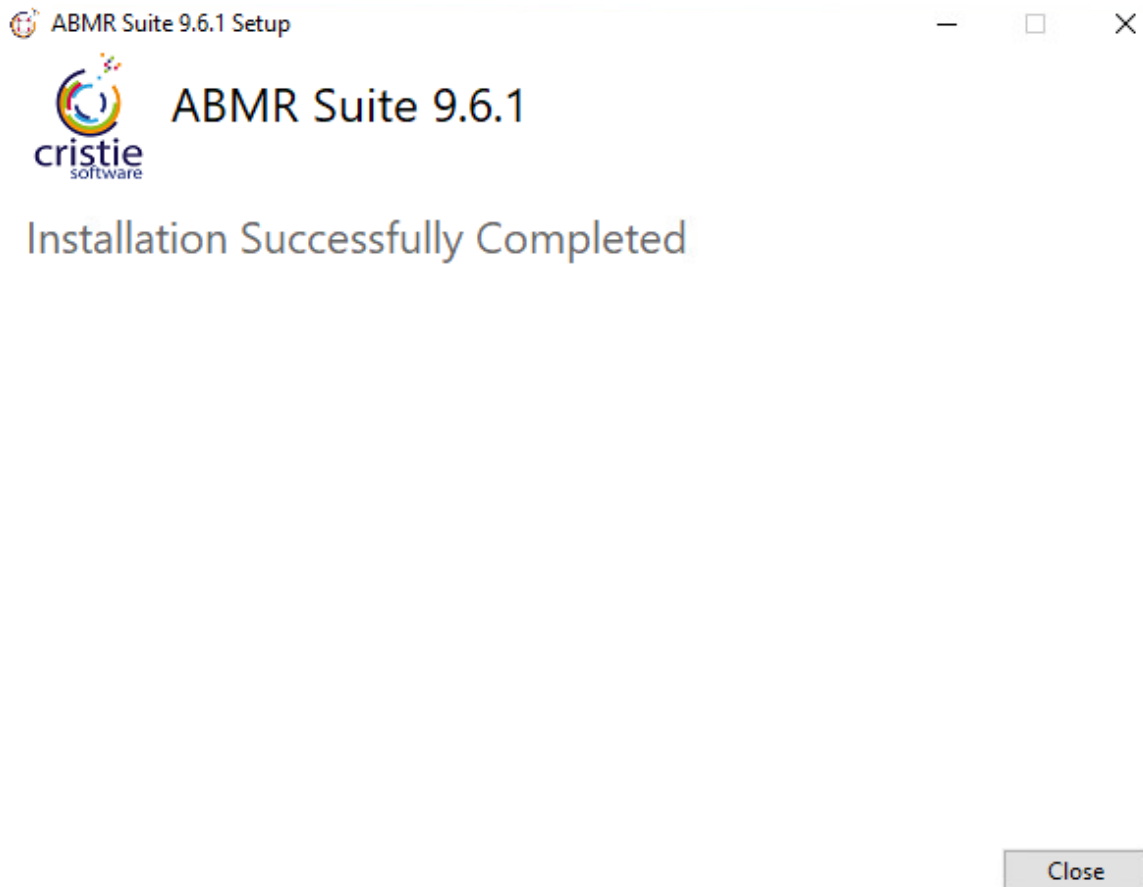 ABMR Suite 9.6.1 Setup
cristie
software
ABMR Suite 9.6.1
Installation Successfully Completed
Close